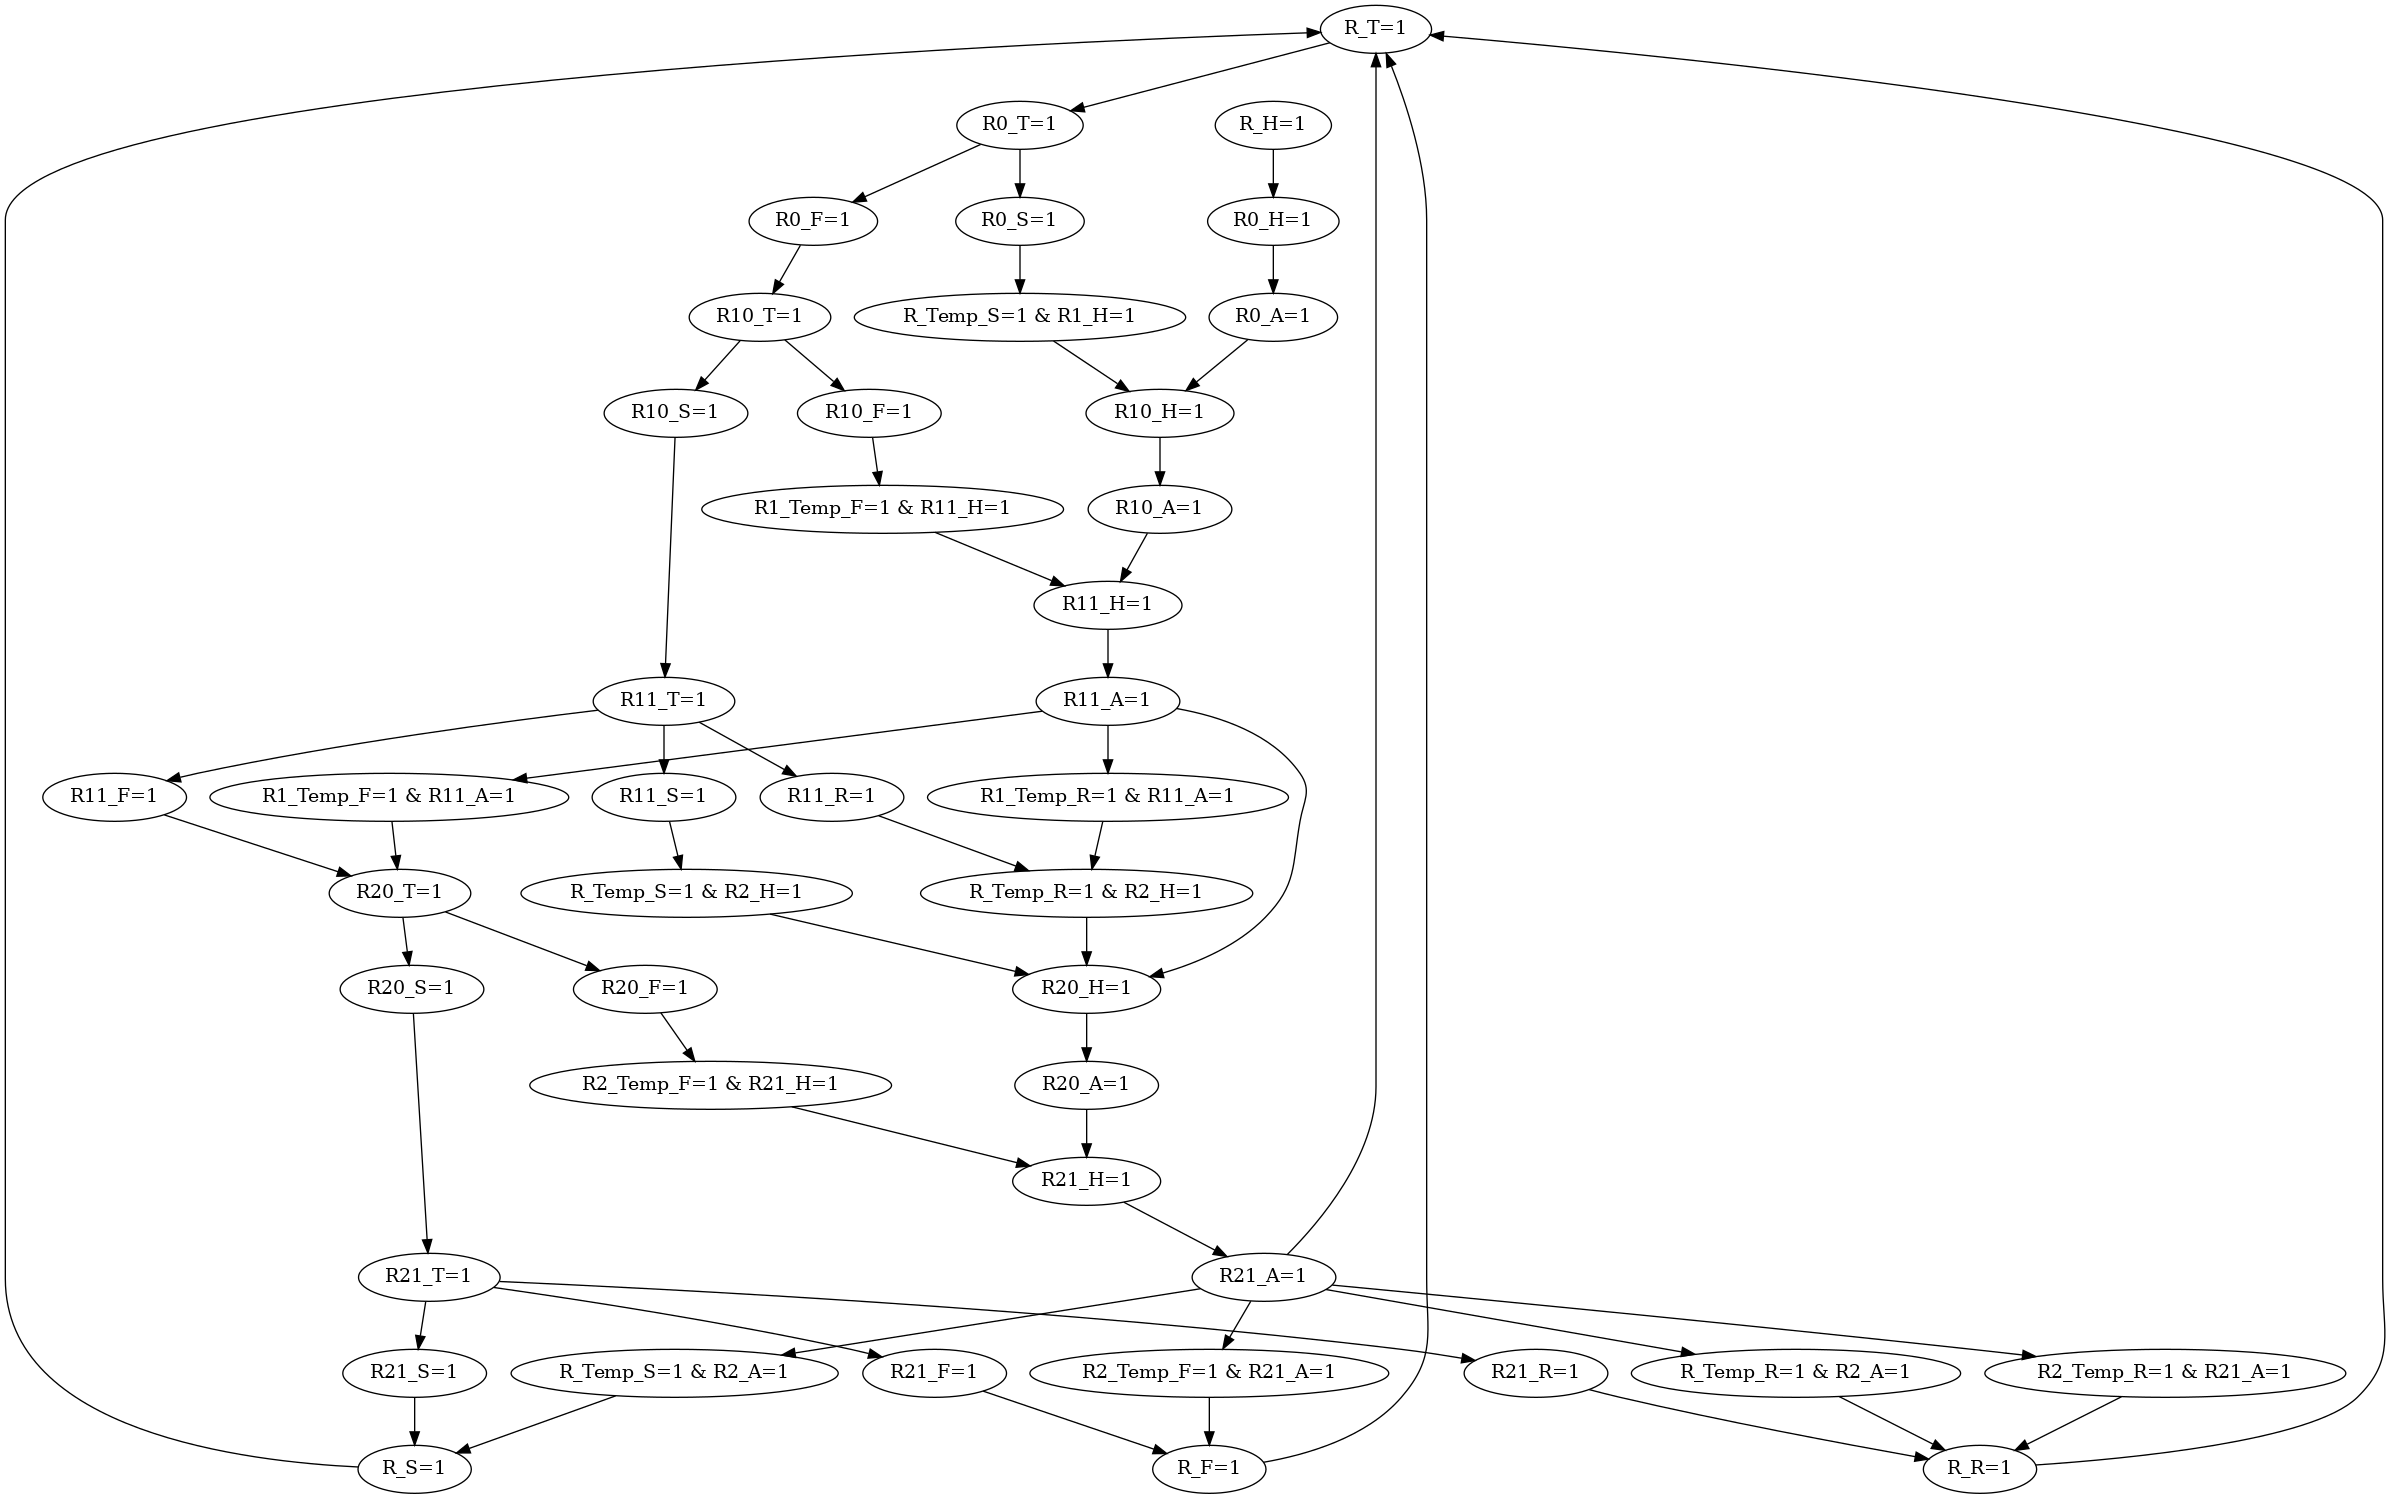 R_T=1
R0_T=1
R_H=1
R0_F=1
R0_S=1
R0_H=1
R10_T=1
R_Temp_S=1 & R1_H=1
R0_A=1
R10_S=1
R10_F=1
R10_H=1
R1_Temp_F=1 & R11_H=1
R10_A=1
R11_H=1
R11_T=1
R11_A=1
R11_F=1
R1_Temp_F=1 & R11_A=1
R11_S=1
R11_R=1
R1_Temp_R=1 & R11_A=1
R20_T=1
R_Temp_S=1 & R2_H=1
R_Temp_R=1 & R2_H=1
R20_S=1
R20_F=1
R20_H=1
R2_Temp_F=1 & R21_H=1
R20_A=1
R21_H=1
R21_T=1
R21_A=1
R21_S=1
R_Temp_S=1 & R2_A=1
R21_F=1
R2_Temp_F=1 & R21_A=1
R21_R=1
R_Temp_R=1 & R2_A=1
R2_Temp_R=1 & R21_A=1
R_S=1
R_F=1
R_R=1